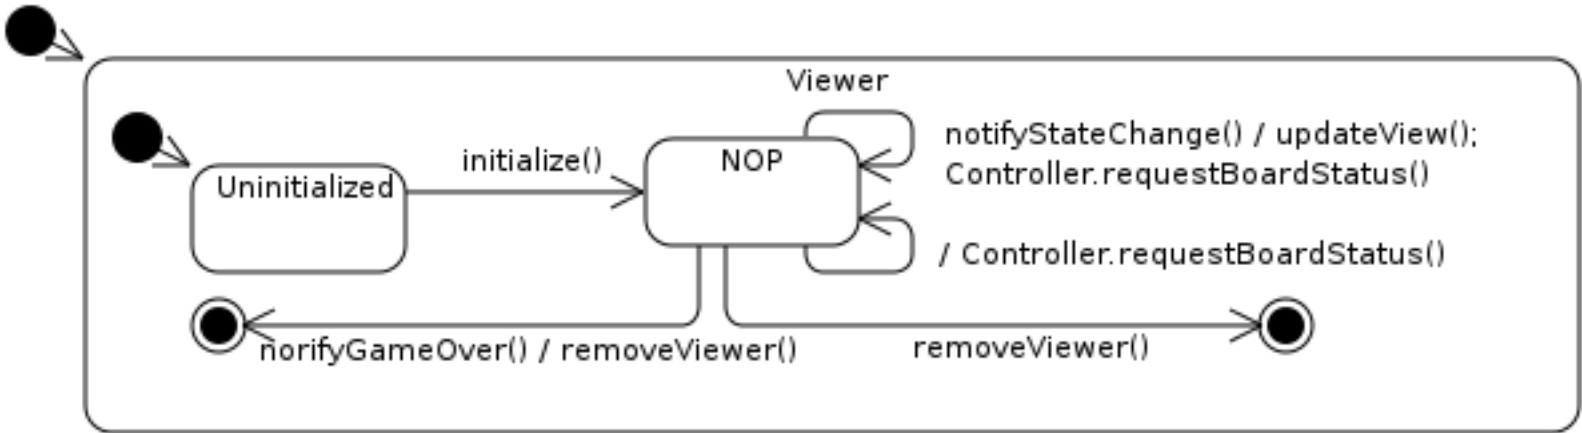 Viewer
notifyStateChange() / updateView();
Controller.requestBoardStatus()
initialize()
NOP
Uninitialized
/ Controller.requestBoardStatus()
norifyGameOver() / removeViewer()
removeViewer()